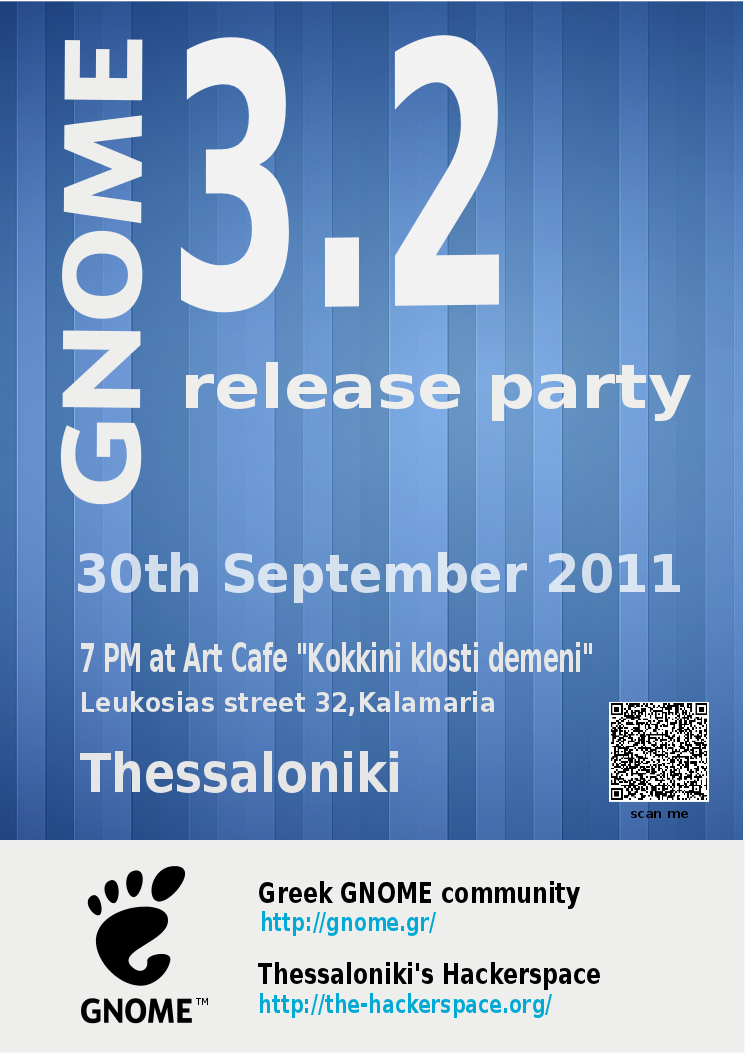 GNOME
3.2
release party
30th September 2011
7 PM at Art Cafe "Kokkini klosti demeni"
Leukosias street 32,Kalamaria
Thessaloniki
scan me
GNOME™
Greek GNOME community
http://gnome.gr/
Thessaloniki's Hackerspace
http://the-hackerspace.org/